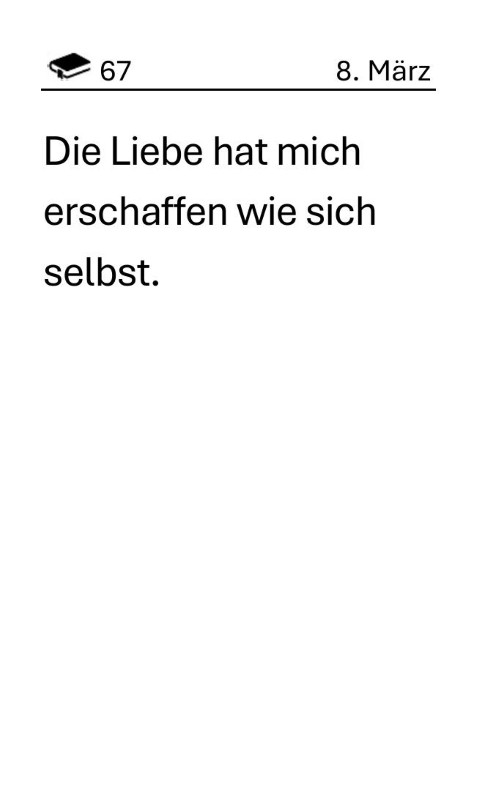 67 8. März
Die Liebe hat mich
erschaffen wie sich
selbst.